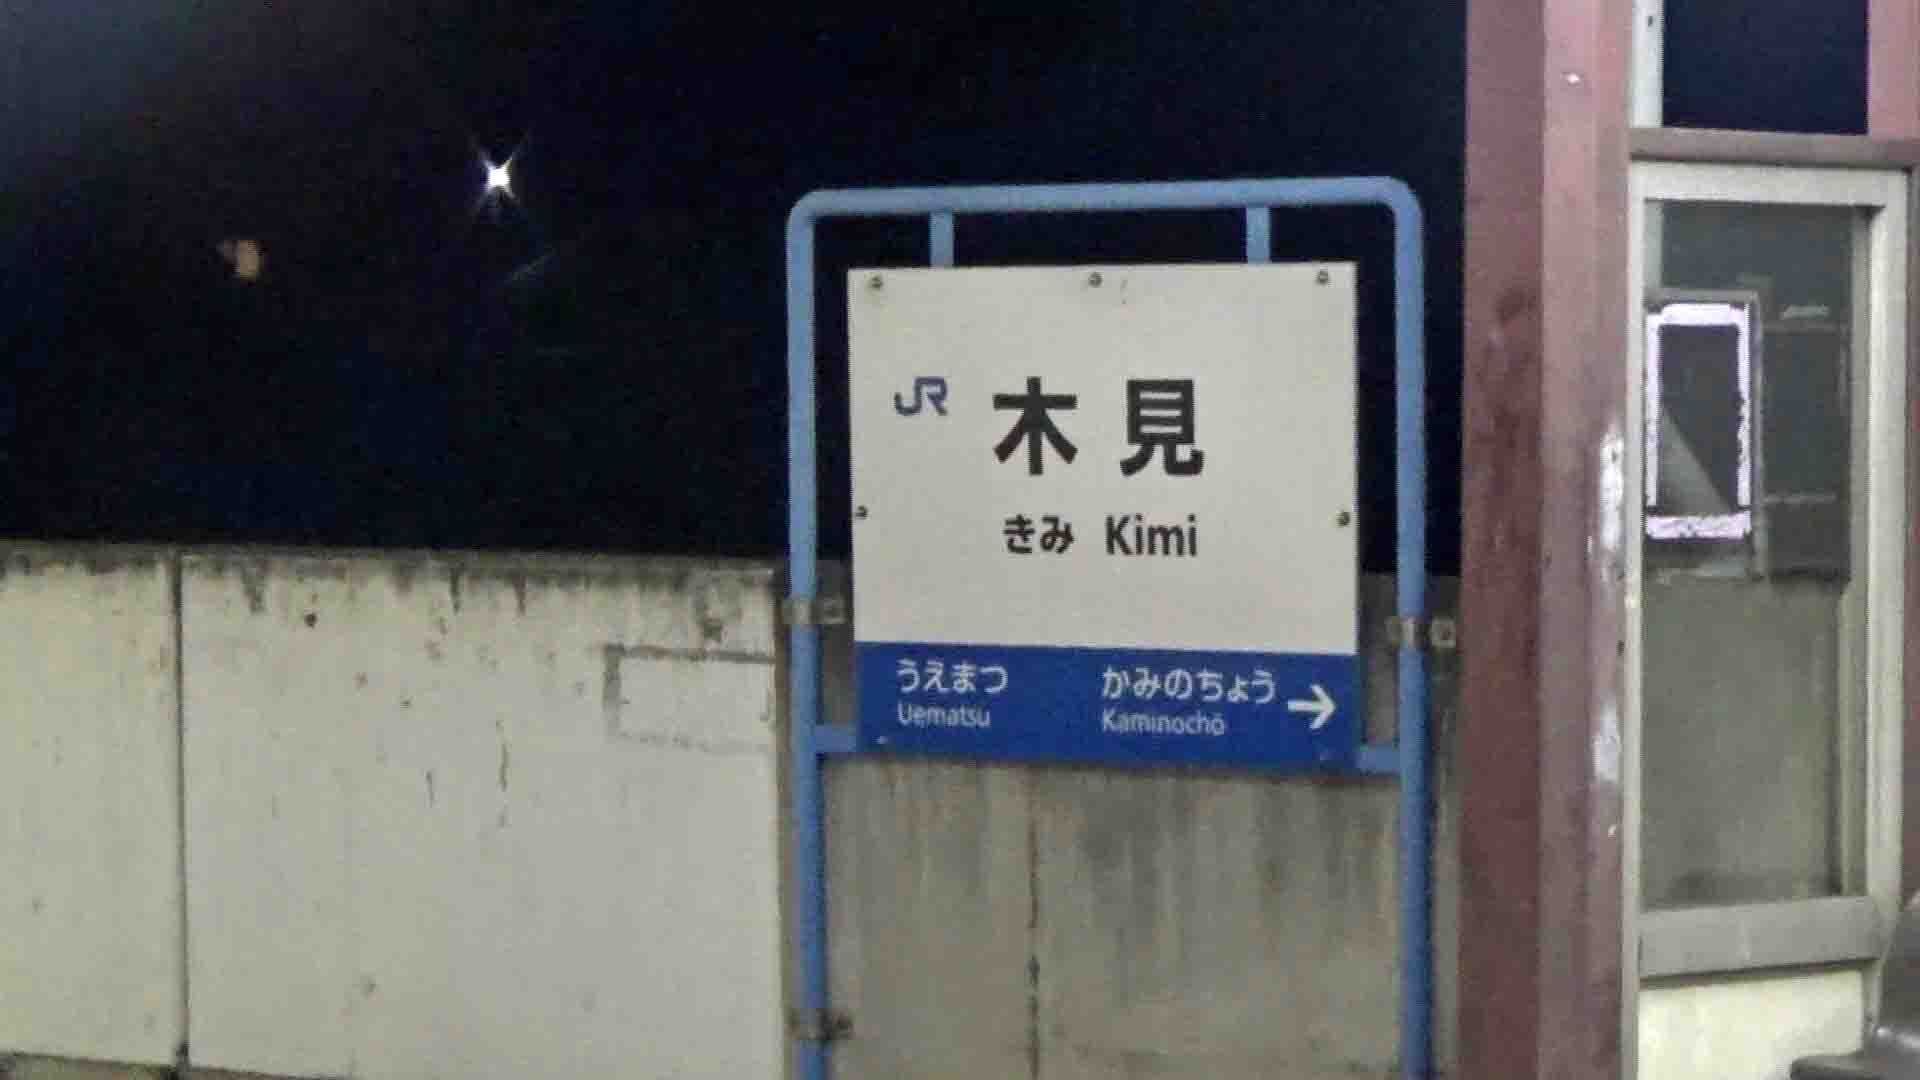 JR 木見
きみ Kimi
うえまつ かみのちょう →
Uematsu Kaminochō